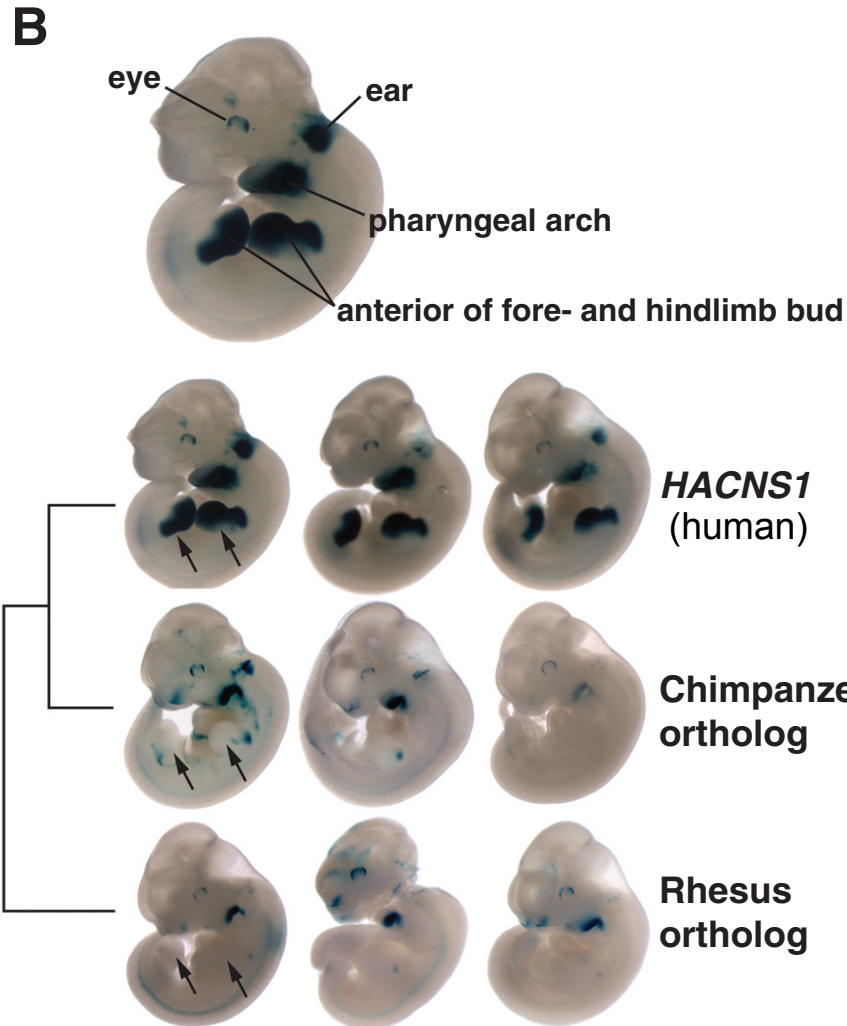 B
eye
ear
pharyngeal arch
anterior of fore- and hindlimb bud
HACNS1
(human)
Chimpanze
ortholog
Rhesus
ortholog